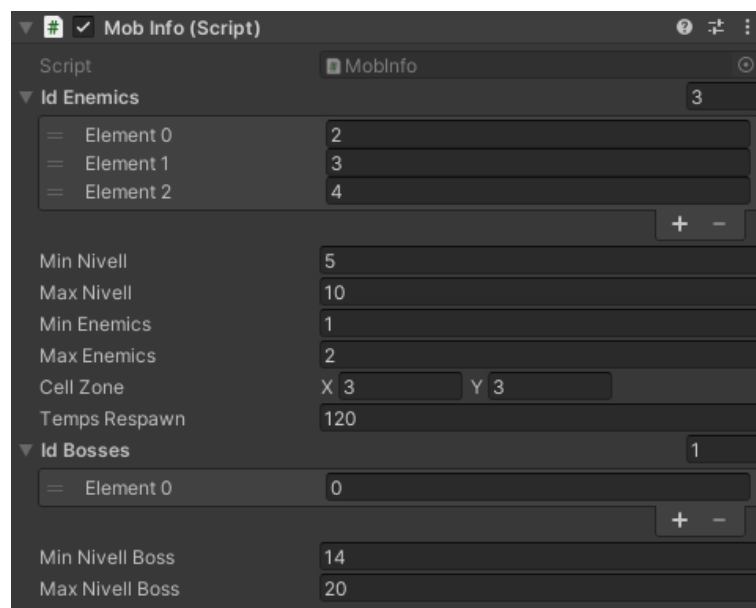 # Mob Info (Script)
Script # MobInfo
Id Enemics 3
Element 0 2
Element 1 3
Element 2 4
+ −
Min Nivell 5
Max Nivell 10
Min Enemics 1
Max Enemics 2
Cell Zone X 3 Y 3
Temps Respawn 120
Id Bosses 1
Element 0 0
+ −
Min Nivell Boss 14
Max Nivell Boss 20